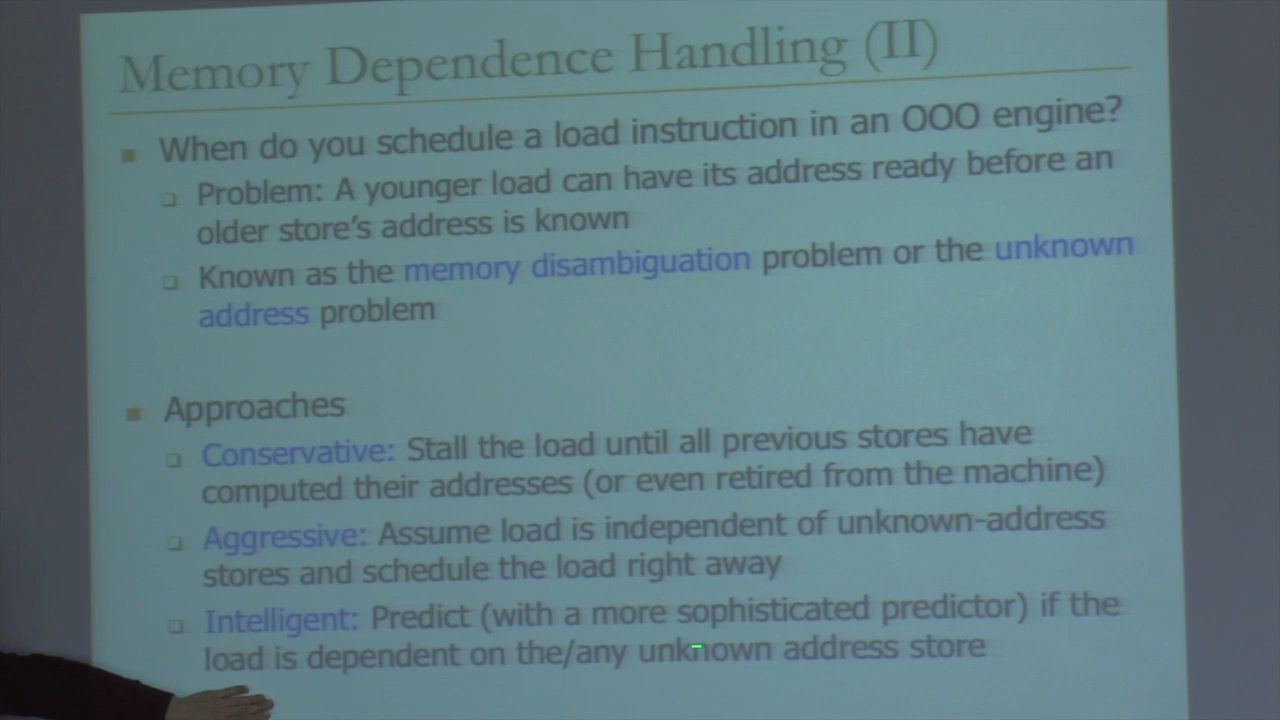 Memory Dependence Handling (II)
When do you schedule a load instruction in an OOO engine?
Problem: A younger load can have its address ready before an
older store's address is known
Known as the memory disambiguation problem or the unknown
address problem
Approaches
Conservative: Stall the load until all previous stores have
computed their addresses (or even retired from the machine)
Aggressive: Assume load is independent of unknown-address
stores and schedule the load right away
Intelligent: Predict (with a more sophisticated predictor) if the
load is dependent on the/any unknown address store